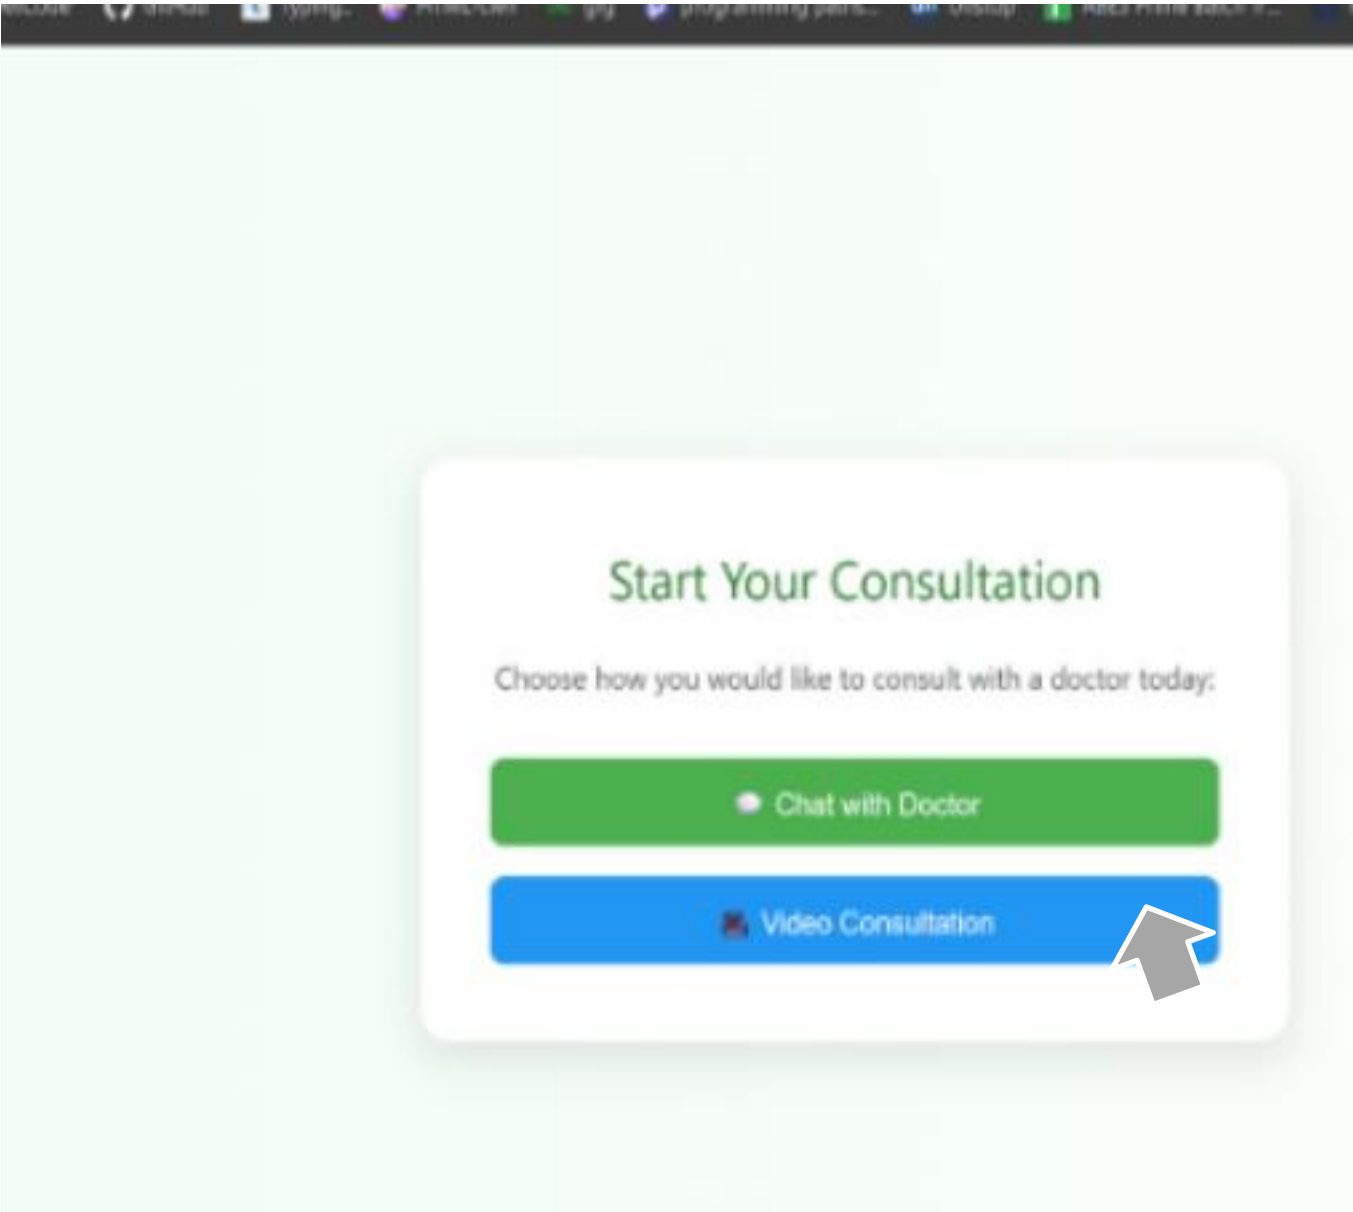 Start Your Consultation
Choose how you would like to consult with a doctor today:
Chat with Doctor
Video Consultation